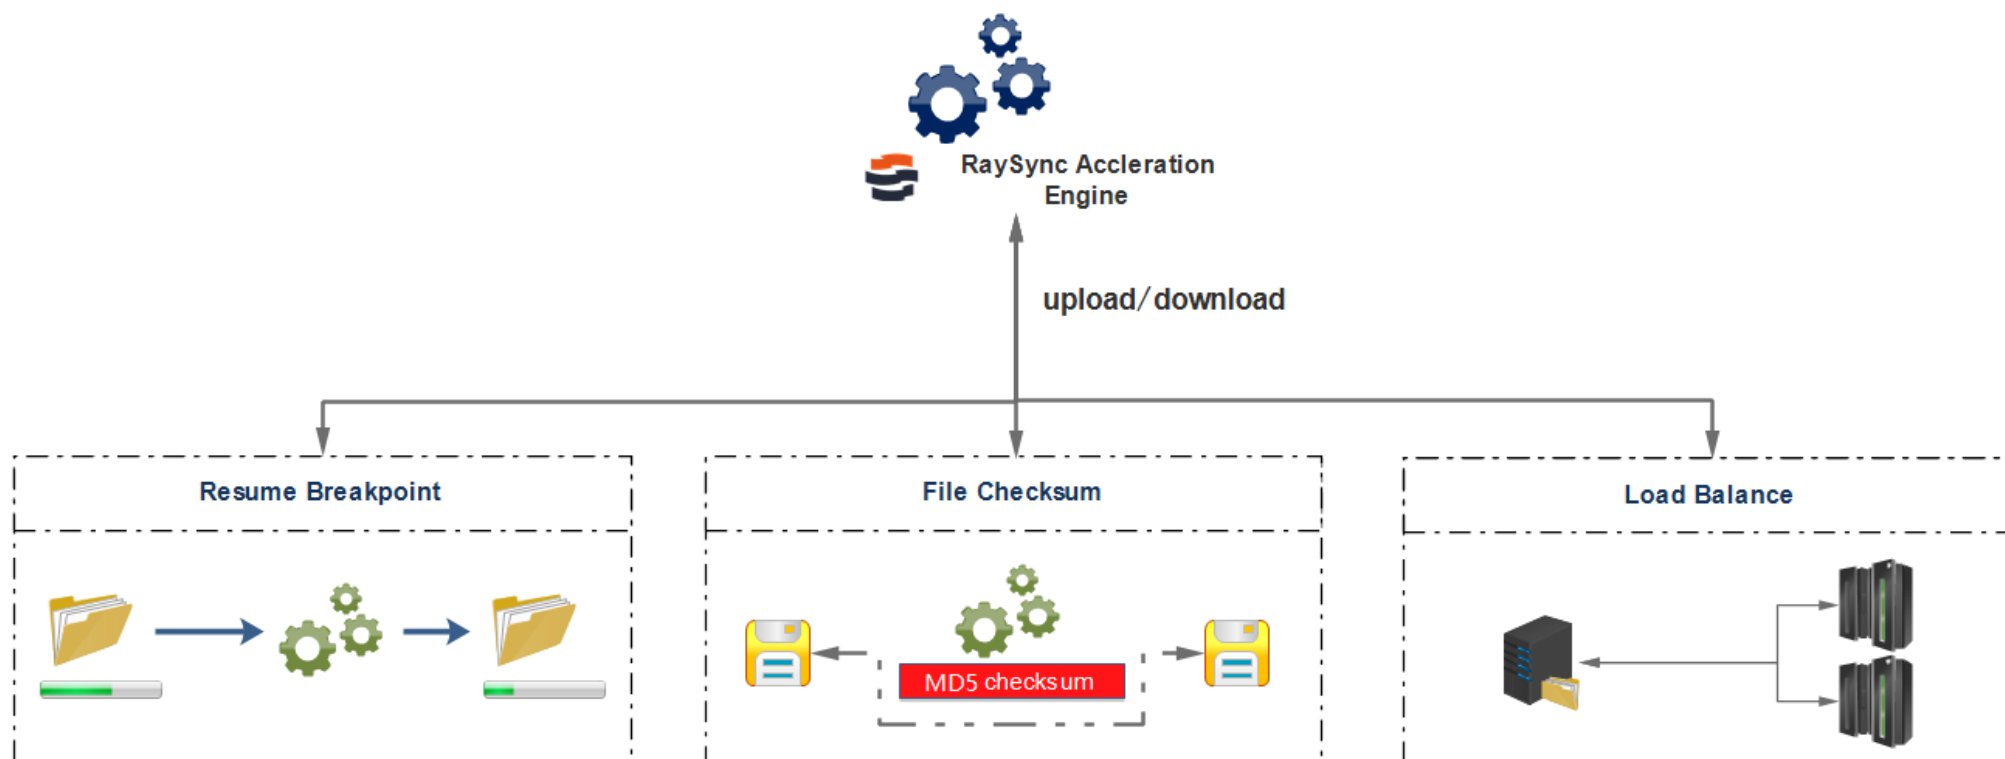 RaySync Accleration
Engine
upload/download
Resume Breakpoint
File Checksum
Load Balance
MD5 checksum